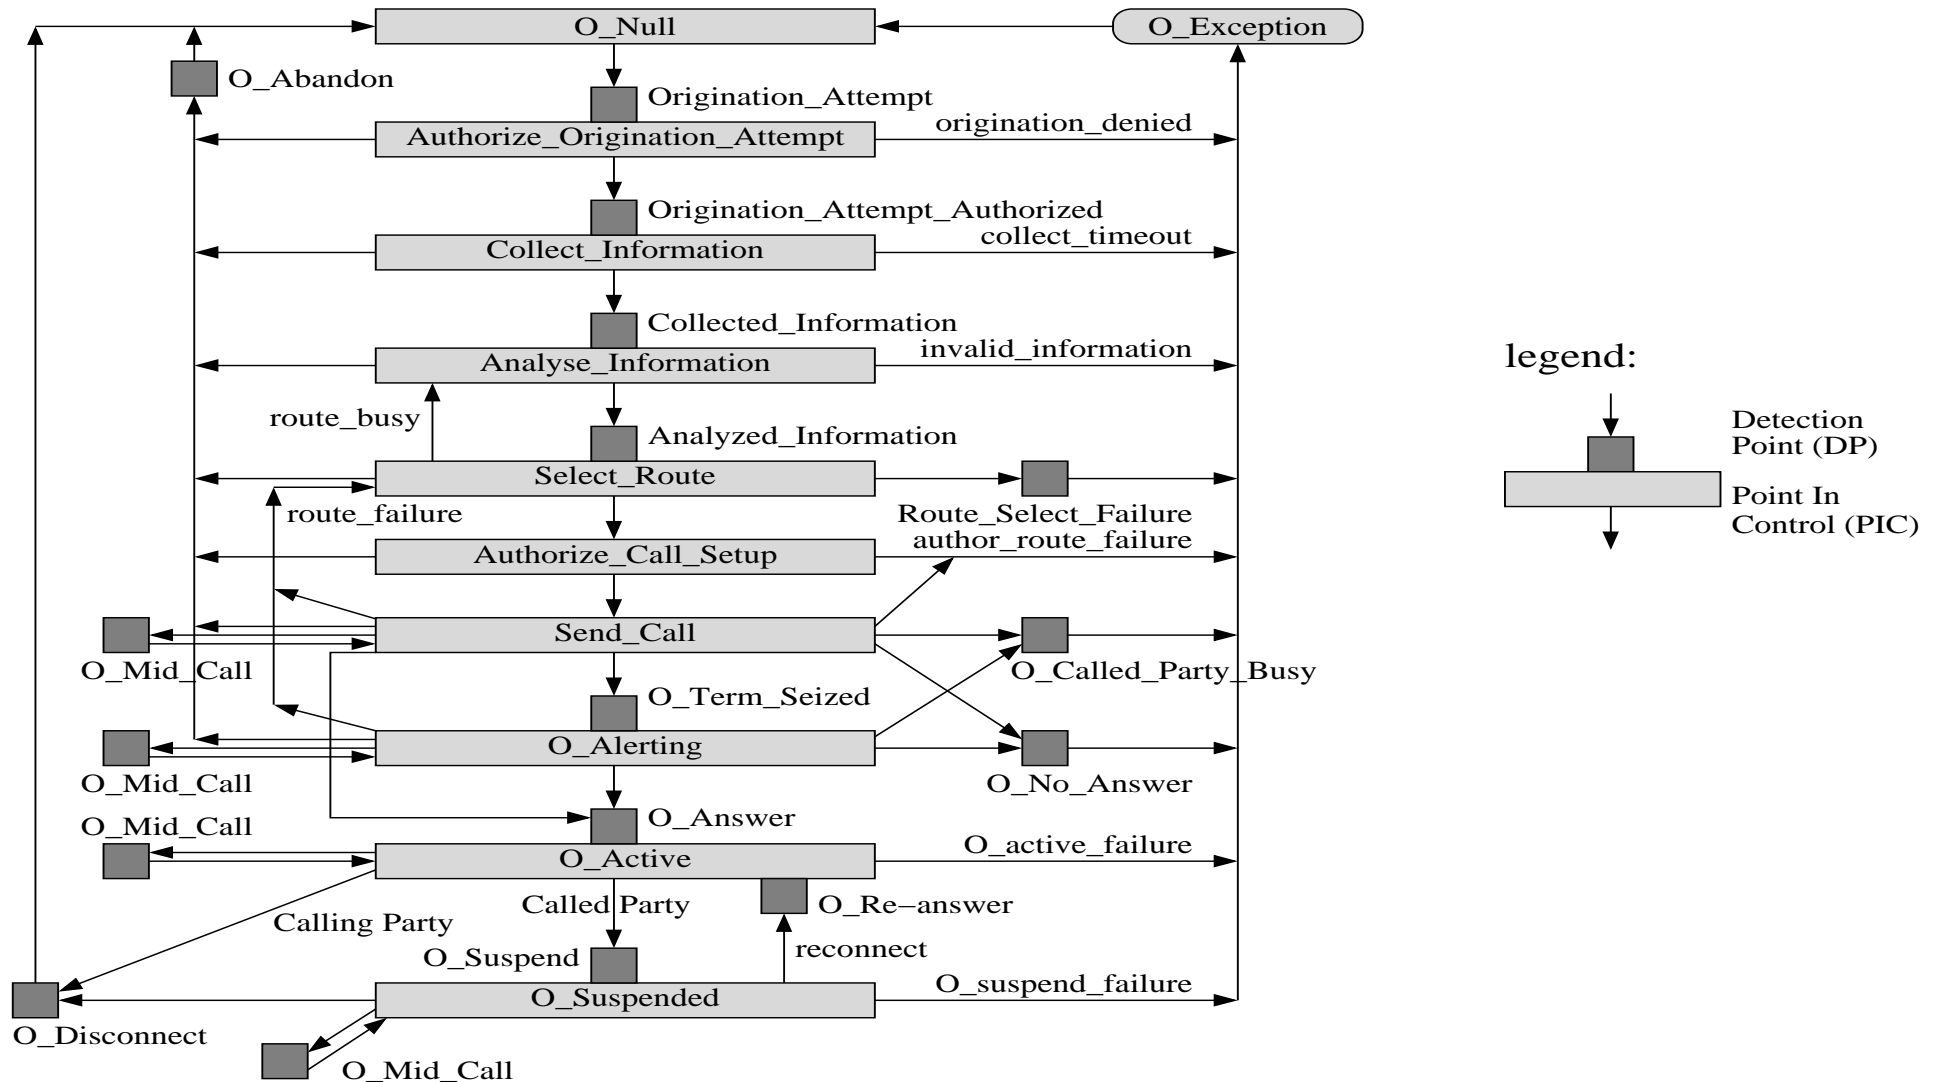 O_Null
O_Exception
O_Abandon
Origination_Attempt
origination_denied
Authorize_Origination_Attempt
Origination_Attempt_Authorized
collect_timeout
Collect_Information
Collected_Information
invalid_information
Analyse_Information
route_busy
Analyzed_Information
Select_Route
route_failure
Route_Select_Failure
author_route_failure
Authorize_Call_Setup
Send_Call
O_Mid_Call
O_Called_Party_Busy
O_Term_Seized
O_Alerting
O_Mid_Call
O_No_Answer
O_Mid_Call
O_Answer
O_active_failure
O_Active
Calling Party
Called Party
O_Re−answer
reconnect
O_Suspend
O_suspend_failure
O_Suspended
O_Disconnect
O_Mid_Call
legend:
Detection
Point (DP)
Point In
Control (PIC)